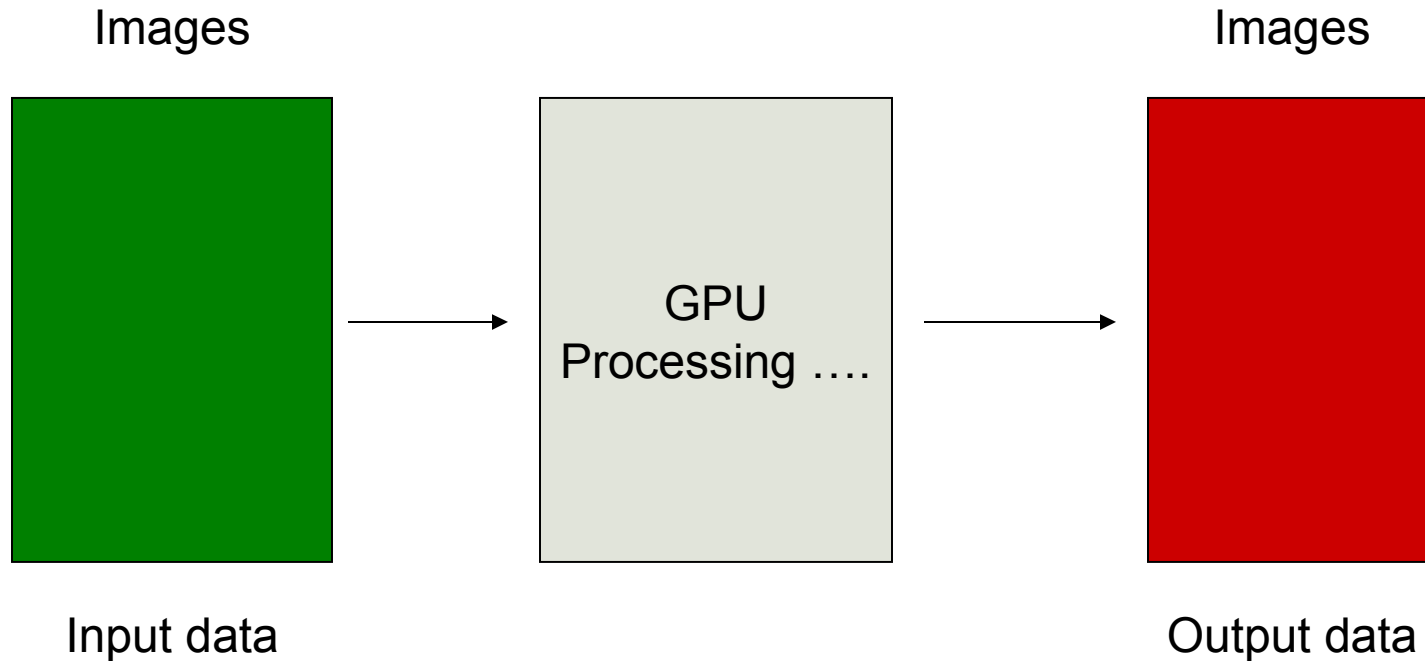 Images
Images
GPU
Processing ….
Input data
Output data